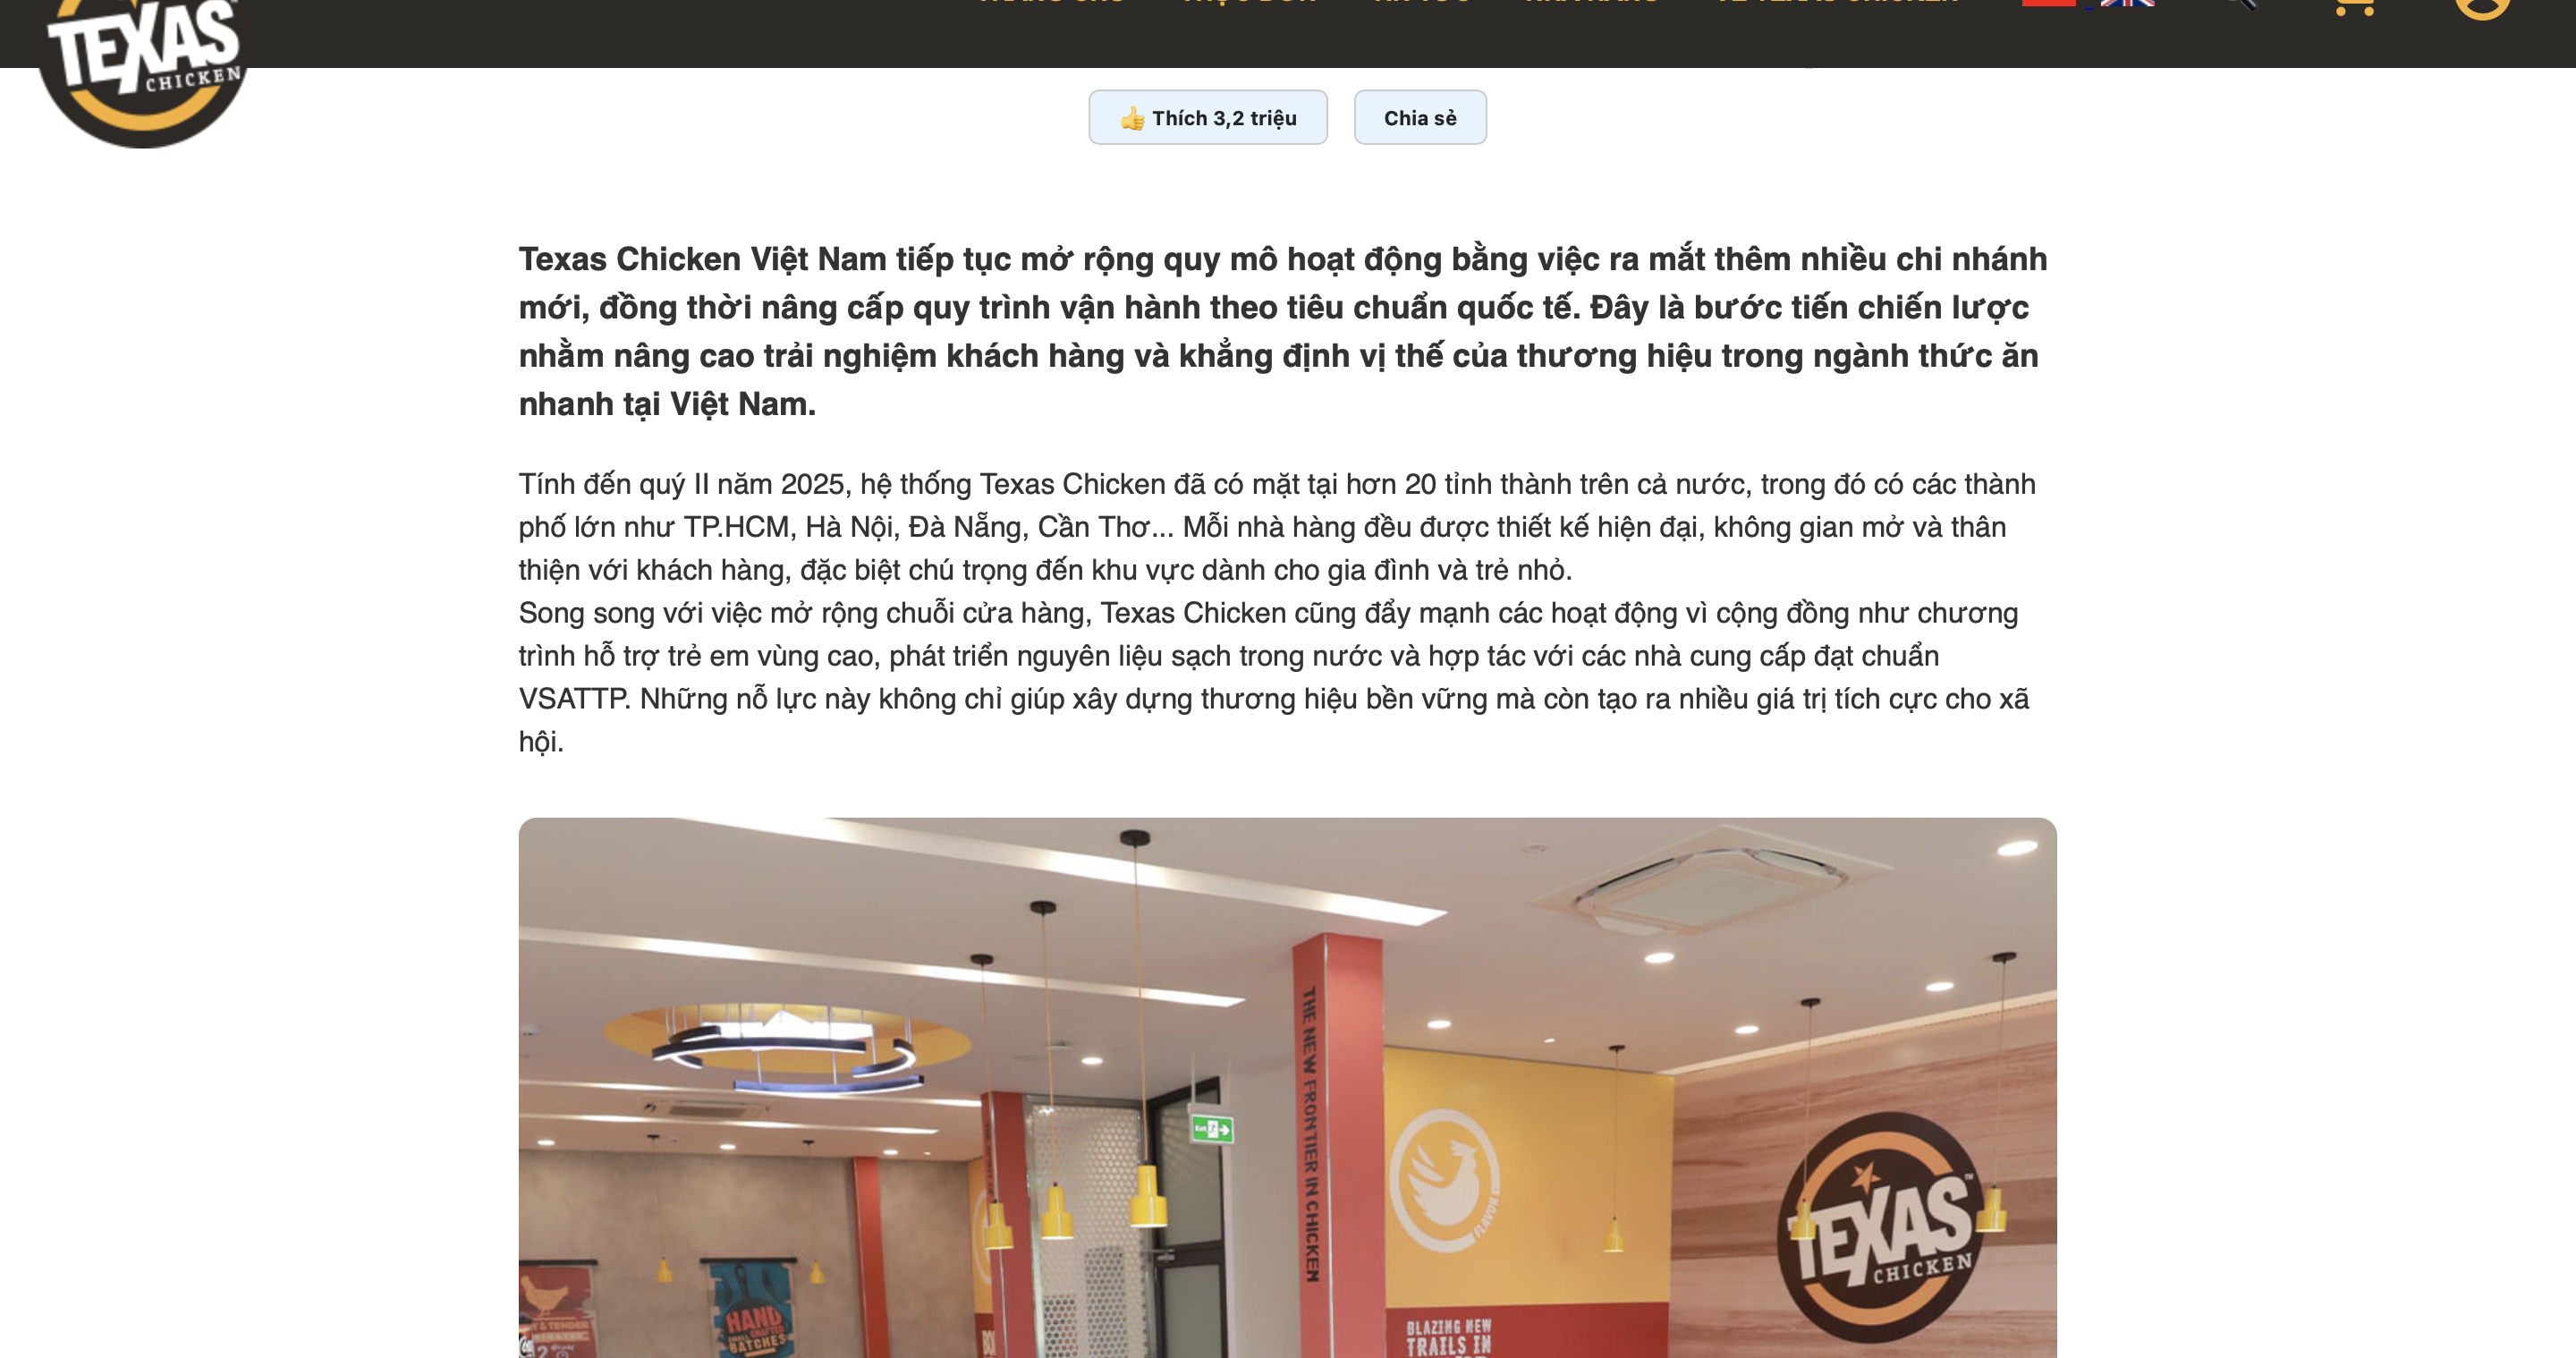 TEXAS
CHICKEN
👍 Thích 3,2 triệu
Chia sẻ
Texas Chicken Việt Nam tiếp tục mở rộng quy mô hoạt động bằng việc ra mắt thêm nhiều chi nhánh
mới, đồng thời nâng cấp quy trình vận hành theo tiêu chuẩn quốc tế. Đây là bước tiến chiến lược
nhằm nâng cao trải nghiệm khách hàng và khẳng định vị thế của thương hiệu trong ngành thức ăn
nhanh tại Việt Nam.
Tính đến quý II năm 2025, hệ thống Texas Chicken đã có mặt tại hơn 20 tỉnh thành trên cả nước, trong đó có các thành
phố lớn như TP.HCM, Hà Nội, Đà Nẵng, Cần Thơ... Mỗi nhà hàng đều được thiết kế hiện đại, không gian mở và thân
thiện với khách hàng, đặc biệt chú trọng đến khu vực dành cho gia đình và trẻ nhỏ.
Song song với việc mở rộng chuỗi cửa hàng, Texas Chicken cũng đẩy mạnh các hoạt động vì cộng đồng như chương
trình hỗ trợ trẻ em vùng cao, phát triển nguyên liệu sạch trong nước và hợp tác với các nhà cung cấp đạt chuẩn
VSATTP. Những nỗ lực này không chỉ giúp xây dựng thương hiệu bền vững mà còn tạo ra nhiều giá trị tích cực cho xã
hội.
THE NEW FRONTIER IN CHICKEN
Exit
FLAVOR
TEXAS
CHICKEN
HAND
BATCHES
& TENDER
BLAZING NEW
TRAILS IN